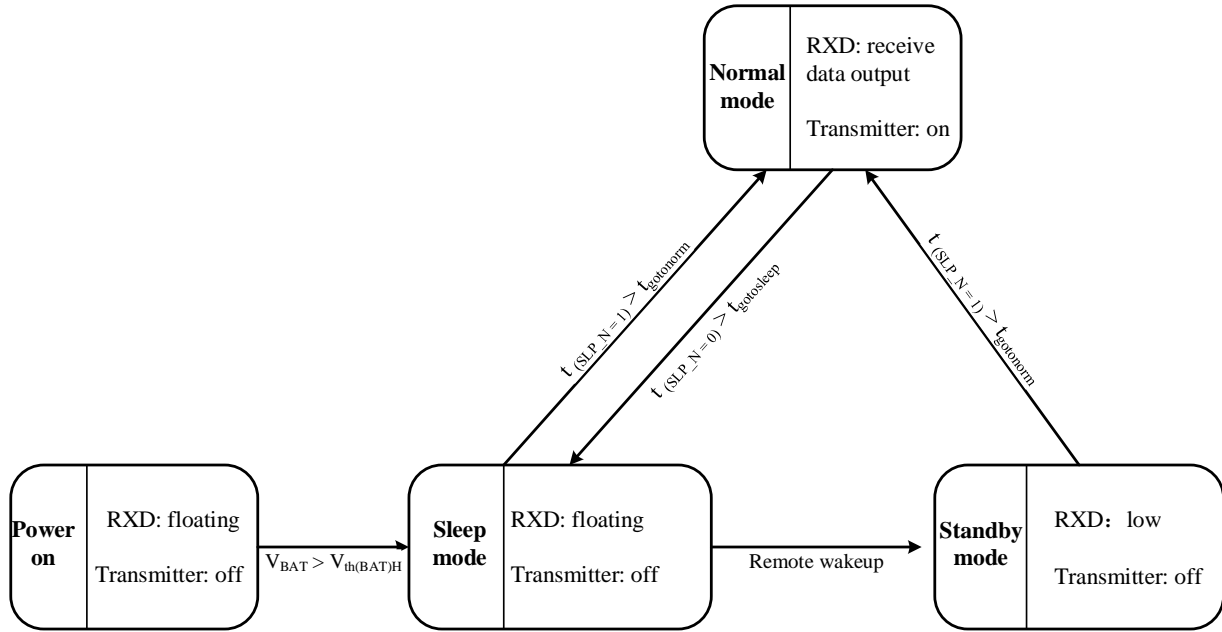 Normal
mode
RXD: receive
data output
Transmitter: on
t (SLP_N = 1) > tgotonorm
t (SLP_N = 0) > tgotosleep
t (SLP_N = 1) > tgotonorm
Power
on
RXD: floating
Transmitter: off
VBAT > Vth(BAT)H
Sleep
mode
RXD: floating
Transmitter: off
Remote wakeup
Standby
mode
RXD：low
Transmitter: off